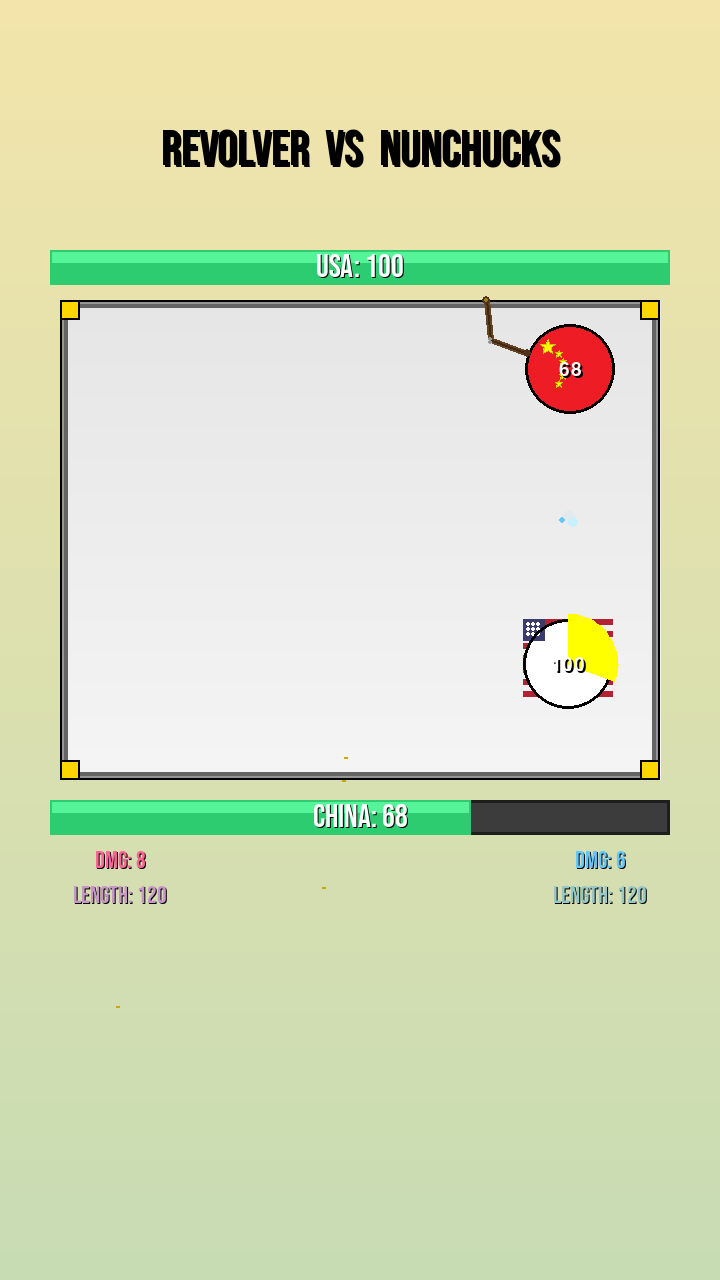 REVOLVER VS NUNCHUCKS
USA: 100
68
100
CHINA: 68
DMG: 8
DMG: 6
LENGTH: 120
LENGTH: 120